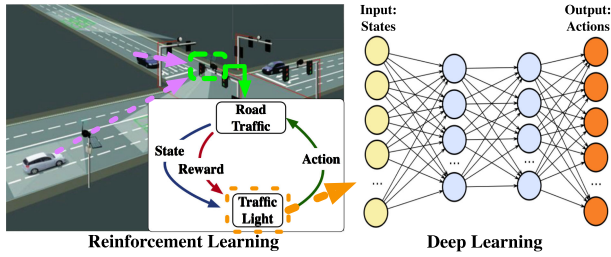 Input:
States
Output:
Actions
Road
Traffic
State
Reward
Action
Traffic
Light
...
...
...
...
Reinforcement Learning
Deep Learning